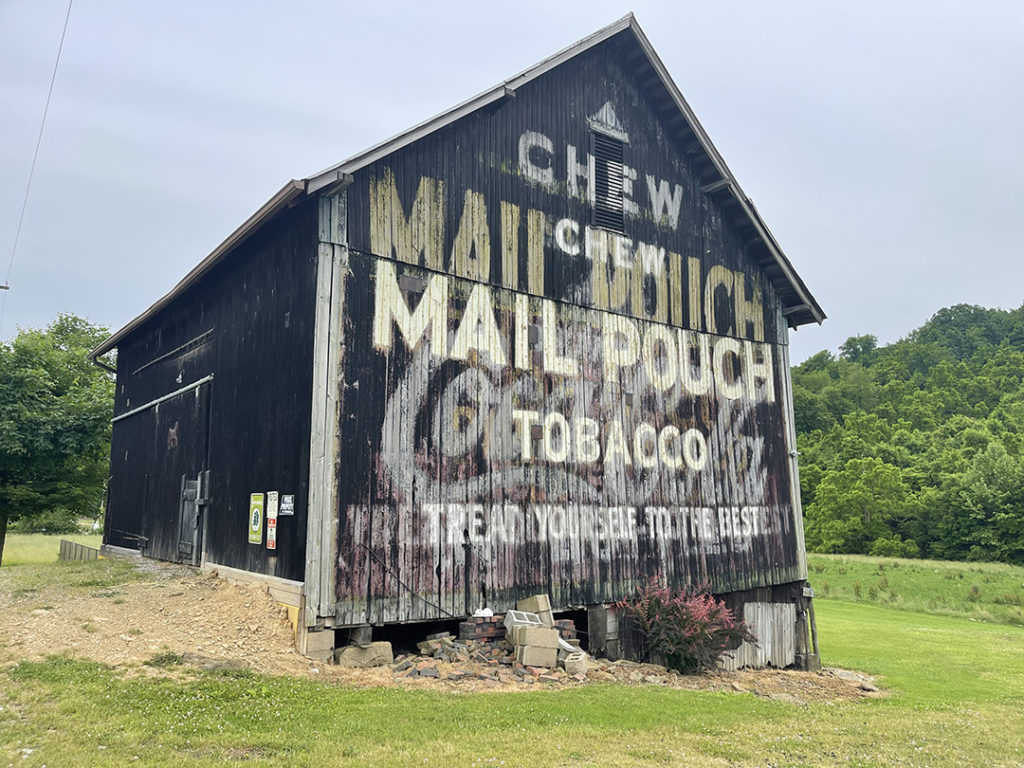 CHEW
MAIL POUCH
CHEW
MAIL POUCH
TOBACCO
TREAT YOURSELF TO THE BEST